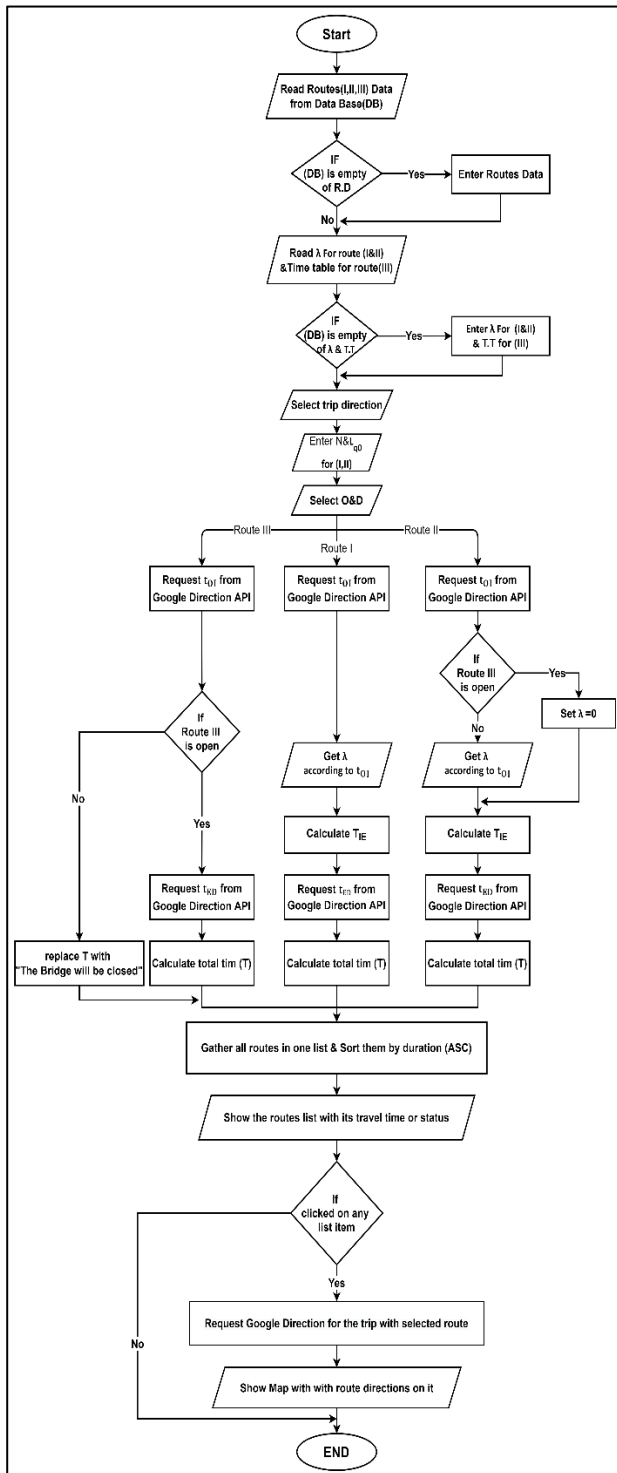 Start
Read Routes(I,II,III) Data
from Data Base(DB)
IF
(DB) is empty
of R.D
Yes
Enter Routes Data
No
Read λ For route (I&II)
&Time table for route(III)
IF
(DB) is empty
of λ & T.T
Yes
Enter λ For (I&II)
& T.T for (III)
Select trip direction
Enter N&Lq0
for (I,II)
Select O&D
Route III
Route I
Route II
Request tOI from
Google Direction API
Request tOI from
Google Direction API
Request tOI from
Google Direction API
If
Route III
is open
Yes
Set λ =0
No
If
Route III
is open
No
Yes
Get λ
according to tOI
Get λ
according to tOI
Calculate TIE
Calculate TIE
Request tKD from
Google Direction API
Request tED from
Google Direction API
Request tKD from
Google Direction API
replace T with
"The Bridge will be closed"
Calculate total tim (T)
Calculate total tim (T)
Calculate total tim (T)
Gather all routes in one list & Sort them by duration (ASC)
Show the routes list with its travel time or status
If
clicked on any
list item
Yes
No
Request Google Direction for the trip with selected route
Show Map with with route directions on it
END